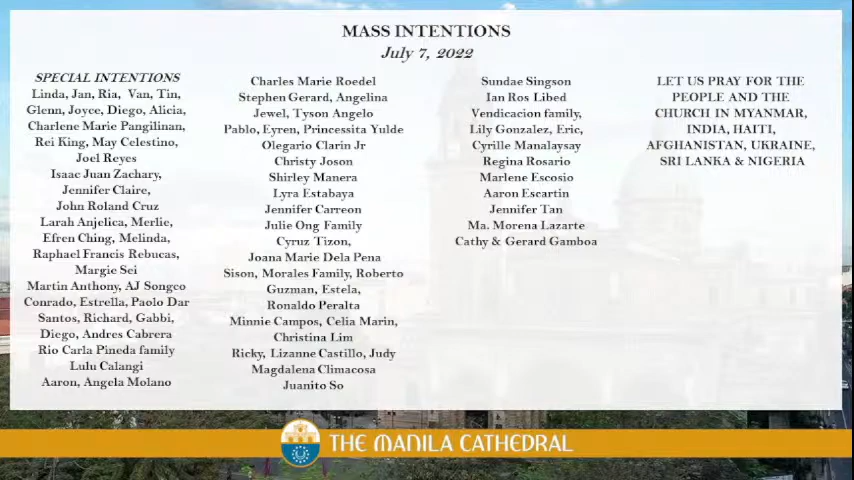 MASS INTENTIONS
July 7, 2022
SPECIAL INTENTIONS
Linda, Jan, Ria, Van, Tin,
Glenn, Joyce, Diego, Alicia,
Charlene Marie Pangilinan,
Rei King, May Celestino,
Joel Reyes
Isaac Juan Zachary,
Jennifer Claire,
John Roland Cruz
Larah Anjelica, Merlie,
Efren Ching, Melinda,
Raphael Francis Rebucas,
Margie Sei
Martin Anthony, AJ Songco
Conrado, Estrella, Paolo Dar
Santos, Richard, Gabbi,
Diego, Andres Cabrera
Rio Carla Pineda family
Lulu Calangi
Aaron, Angela Molano
Charles Marie Roedel
Stephen Gerard, Angelina
Jewel, Tyson Angelo
Pablo, Eyren, Princessita Yulde
Olegario Clarin Jr
Christy Joson
Shirley Manera
Lyra Estabaya
Jennifer Carreon
Julie Ong Family
Cyruz Tizon,
Joana Marie Dela Pena
Sison, Morales Family, Roberto
Guzman, Estela,
Ronaldo Peralta
Minnie Campos, Celia Marin,
Christina Lim
Ricky, Lizanne Castillo, Judy
Magdalena Climacosa
Juanito So
Sundae Singson
Ian Ros Libed
Vendicacion family,
Lily Gonzalez, Eric,
Cyrille Manalaysay
Regina Rosario
Marlene Escosio
Aaron Escartin
Jennifer Tan
Ma. Morena Lazarte
Cathy & Gerard Gamboa
LET US PRAY FOR THE
PEOPLE AND THE
CHURCH IN MYANMAR,
INDIA, HAITI,
AFGHANISTAN, UKRAINE,
SRI LANKA & NIGERIA
THE MANILA CATHEDRAL